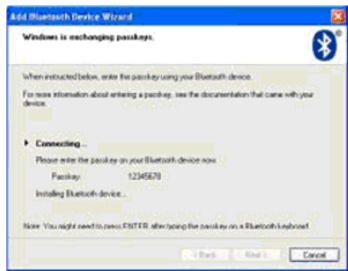 Add Bluetooth Device Wizard
Windows is exchanging passkeys.
When instructed below, enter the passkey using your Bluetooth device.
For more information about entering a passkey, see the documentation that came with your
device.
Connecting...
Please enter the passkey on your Bluetooth device now.
Passkey: 12345678
Installing Bluetooth device...
Note: You might need to press ENTER after typing the passkey on a Bluetooth keyboard.
< Back Next > Cancel